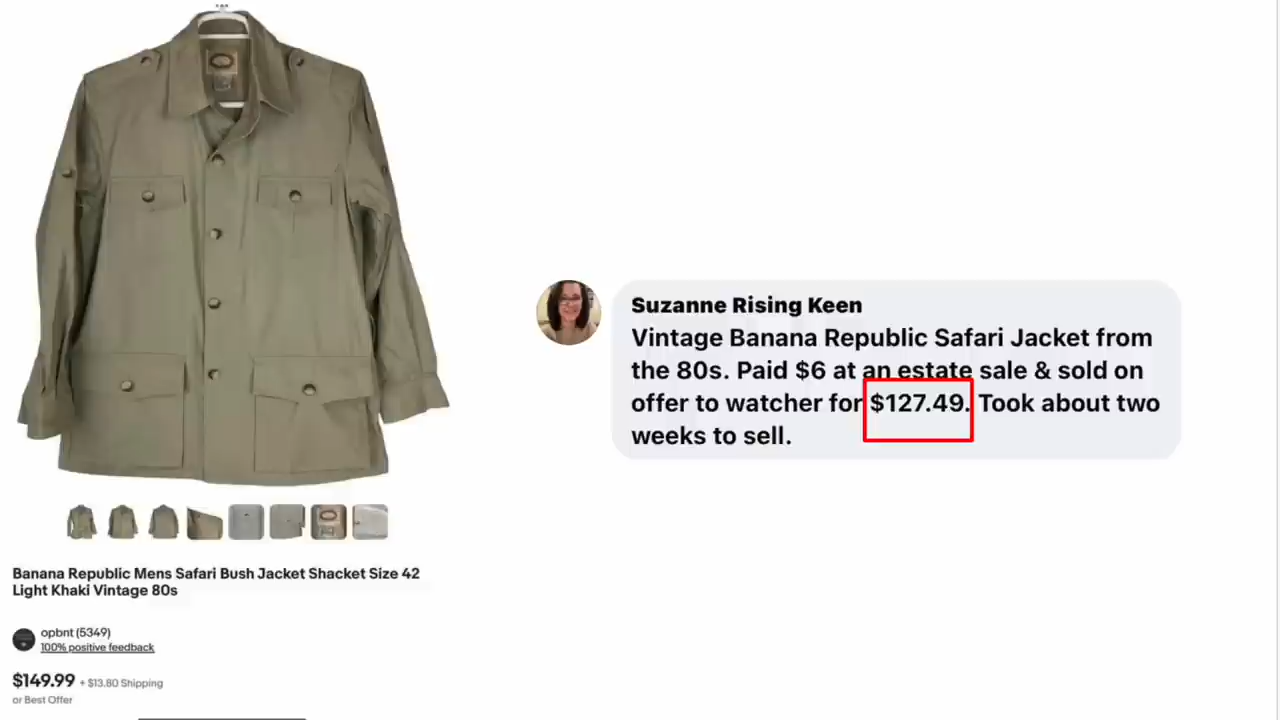 Suzanne Rising Keen
Vintage Banana Republic Safari Jacket from
the 80s. Paid $6 at an estate sale & sold on
offer to watcher for $127.49. Took about two
weeks to sell.
Banana Republic Mens Safari Bush Jacket Shacket Size 42
Light Khaki Vintage 80s
opbnt (5349)
100% positive feedback
$149.99 + $13.80 Shipping
or Best Offer